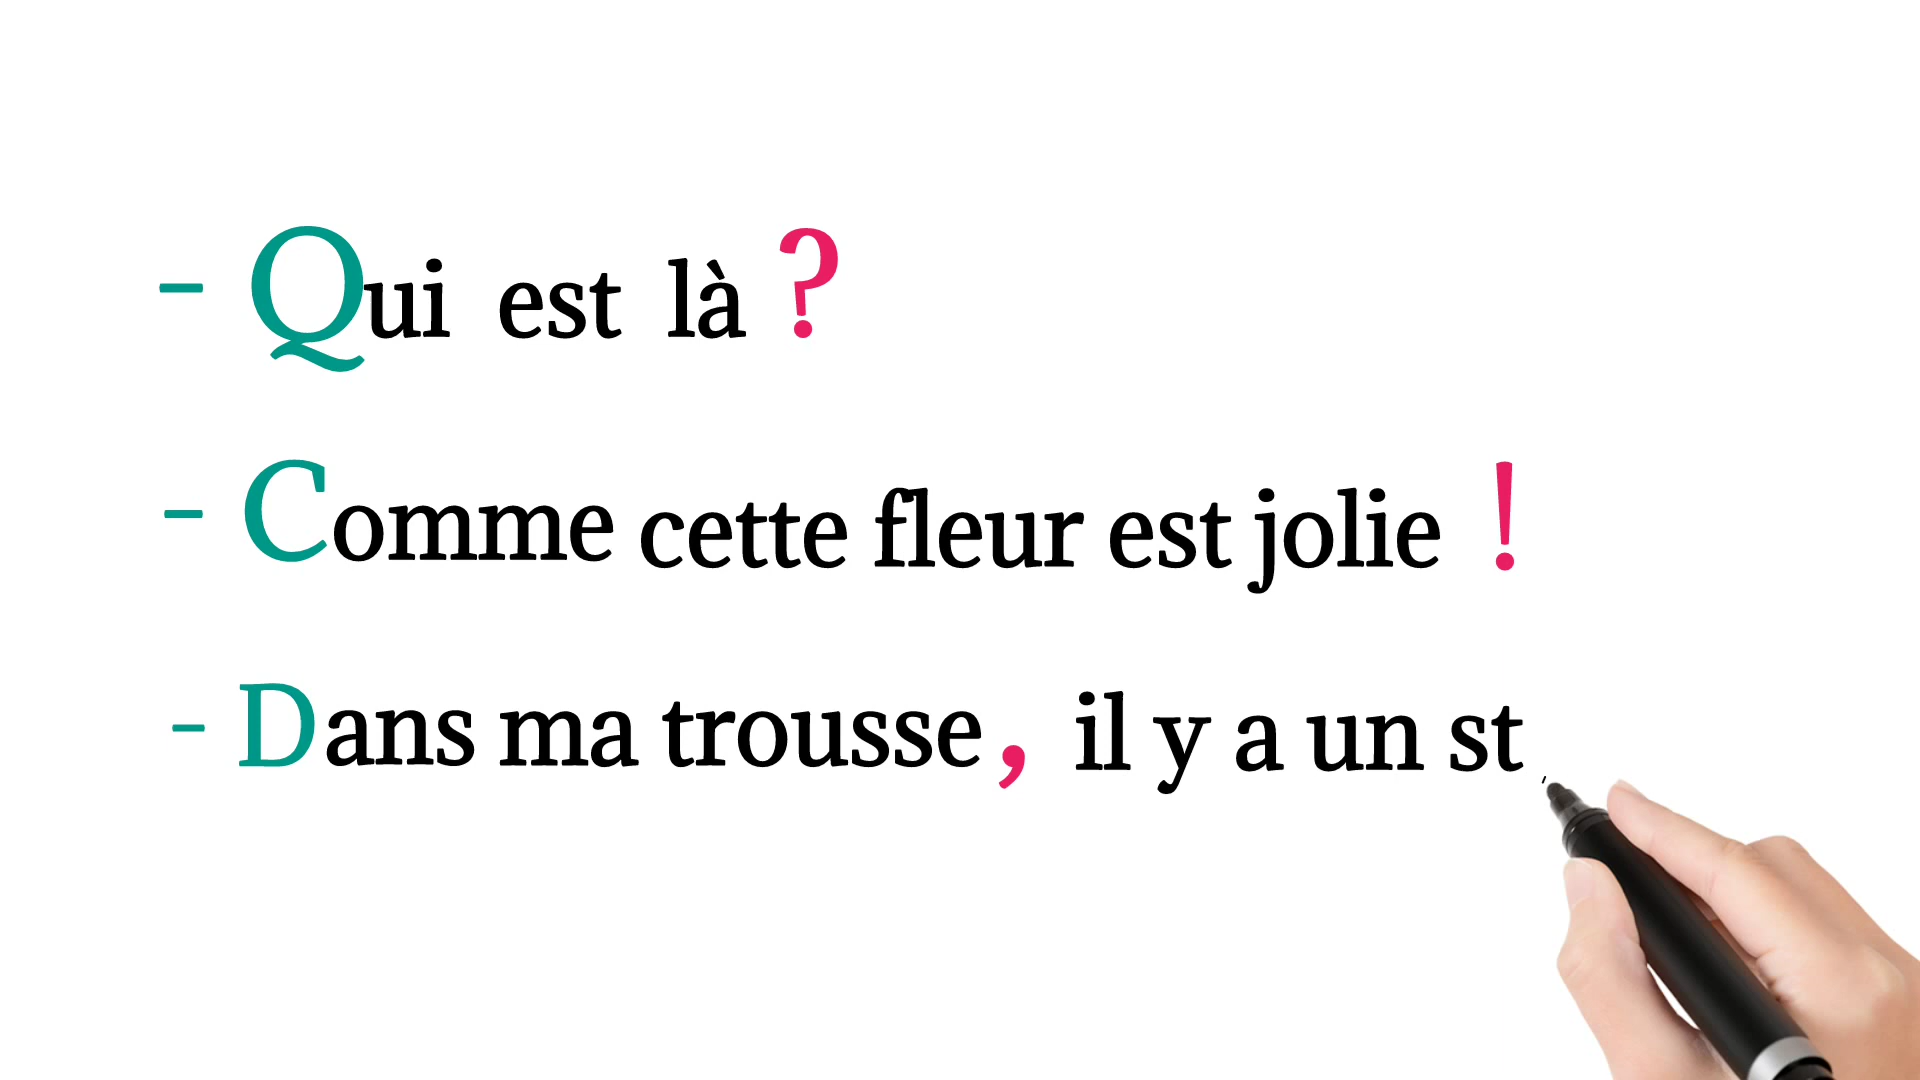 - Qui est là ?
- Comme cette fleur est jolie !
- Dans ma trousse, il y a un st